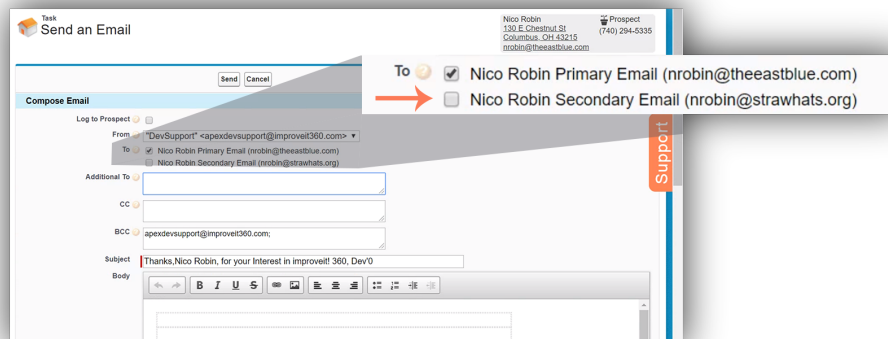 Task
Send an Email
Nico Robin
130 E Chestnut St
Columbus, OH 43215
nrobin@theeastblue.com
Prospect
(740) 294-5335
To ? Nico Robin Primary Email (nrobin@theeastblue.com)
Nico Robin Secondary Email (nrobin@strawhats.org)
Send Cancel
Compose Email
Log to Prospect
From "DevSupport" <apexdevsupport@improveit360.com>
To Nico Robin Primary Email (nrobin@theeastblue.com)
Nico Robin Secondary Email (nrobin@strawhats.org)
Additional To
CC
BCC apexdevsupport@improveit360.com;
Subject Thanks,Nico Robin, for your Interest in improveit! 360, Dev'0
Body
B I U S
Support